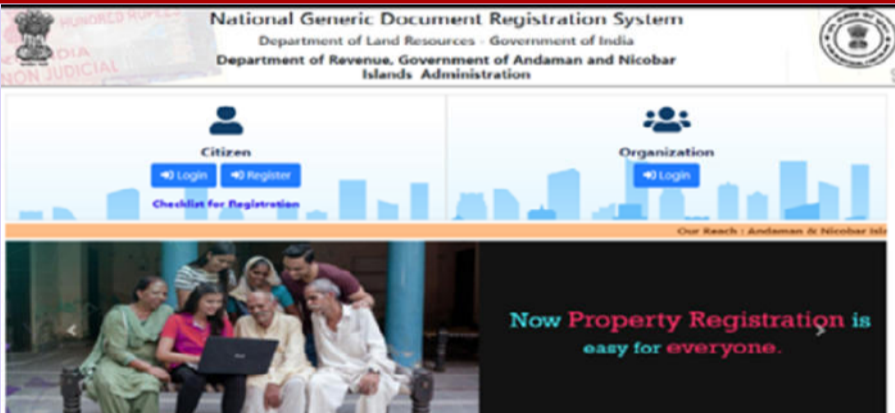 HUNDRED RUPEES
National Generic Document Registration System
Department of Land Resources - Government of India
INDIA
Department of Revenue, Government of Andaman and Nicobar
NON JUDICIAL
Islands Administration
Citizen
Organization
Login
Register
Login
Checklist for Registration
Our Reach : Andaman & Nicobar
Now Property Registration is
easy for everyone.